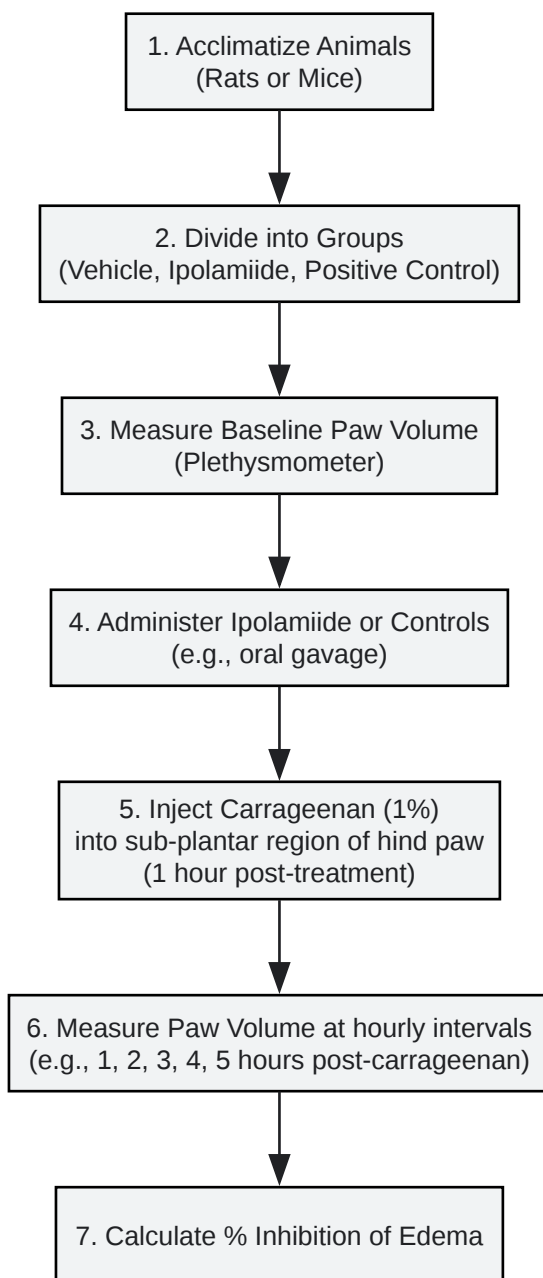 1. Acclimatize Animals
(Rats or Mice)
2. Divide into Groups
(Vehicle, Ipolamiide, Positive Control)
3. Measure Baseline Paw Volume
(Plethysmometer)
4. Administer Ipolamiide or Controls
(e.g., oral gavage)
5. Inject Carrageenan (1%)
into sub-plantar region of hind paw
(1 hour post-treatment)
6. Measure Paw Volume at hourly intervals
(e.g., 1, 2, 3, 4, 5 hours post-carrageenan)
7. Calculate % Inhibition of Edema